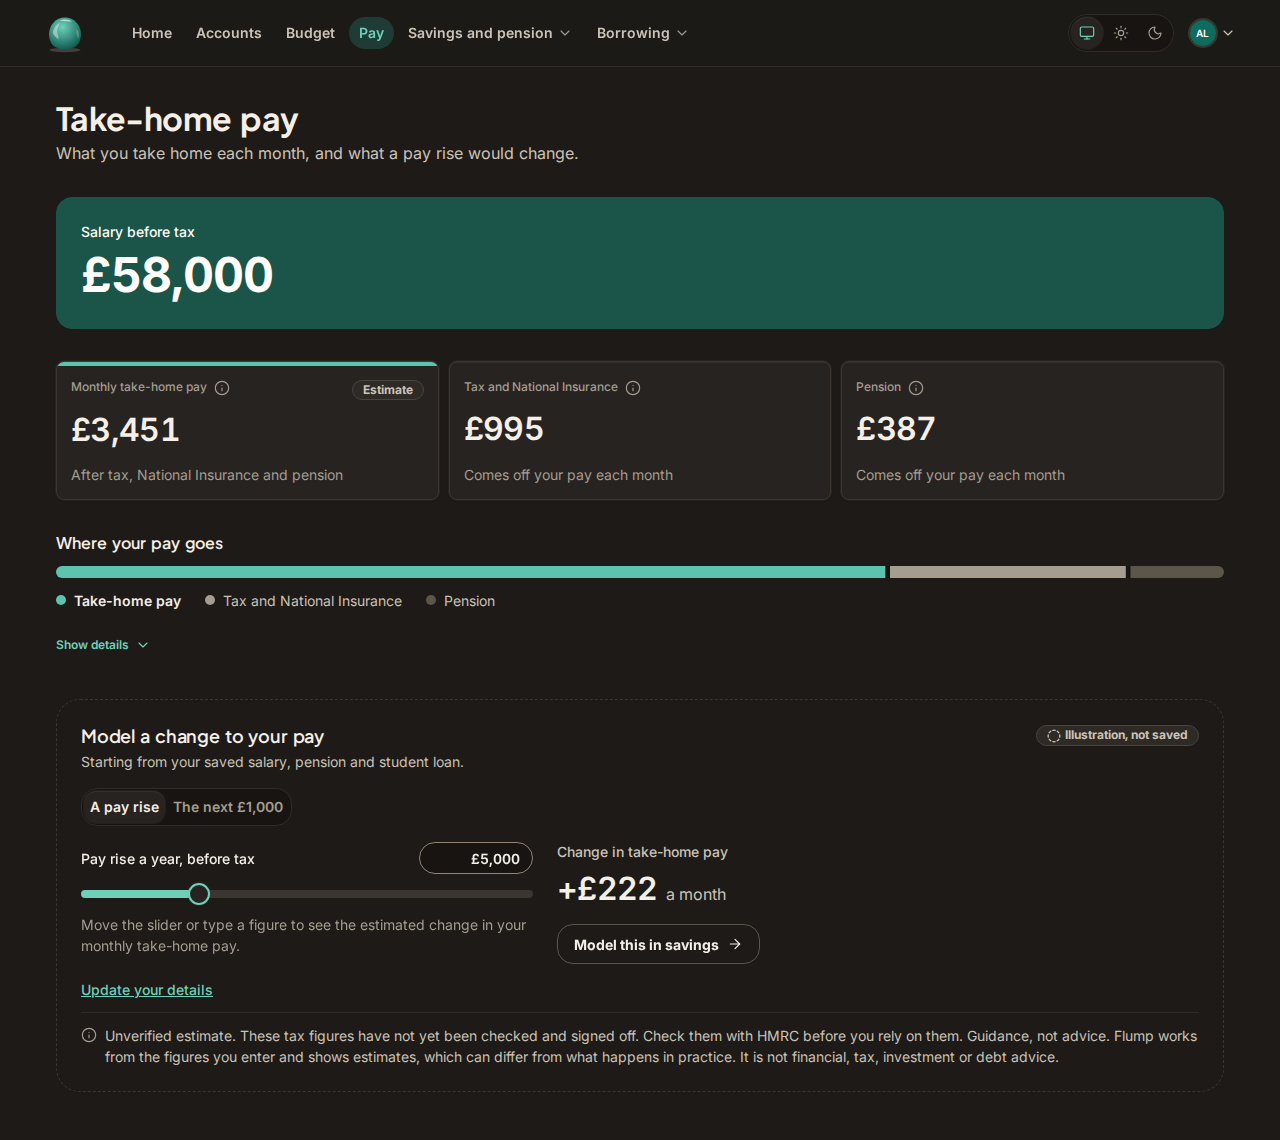 Home
Accounts
Budget
Pay
Savings and pension
Borrowing
AL
Take-home pay
What you take home each month, and what a pay rise would change.
Salary before tax
£58,000
Monthly take-home pay
Estimate
£3,451
After tax, National Insurance and pension
Tax and National Insurance
£995
Comes off your pay each month
Pension
£387
Comes off your pay each month
Where your pay goes
Take-home pay
Tax and National Insurance
Pension
Show details
Model a change to your pay
Illustration, not saved
Starting from your saved salary, pension and student loan.
A pay rise
The next £1,000
Pay rise a year, before tax
£5,000
Move the slider or type a figure to see the estimated change in your
monthly take-home pay.
Change in take-home pay
+£222 a month
Model this in savings
Update your details
Unverified estimate. These tax figures have not yet been checked and signed off. Check them with HMRC before you rely on them. Guidance, not advice. Flump works
from the figures you enter and shows estimates, which can differ from what happens in practice. It is not financial, tax, investment or debt advice.